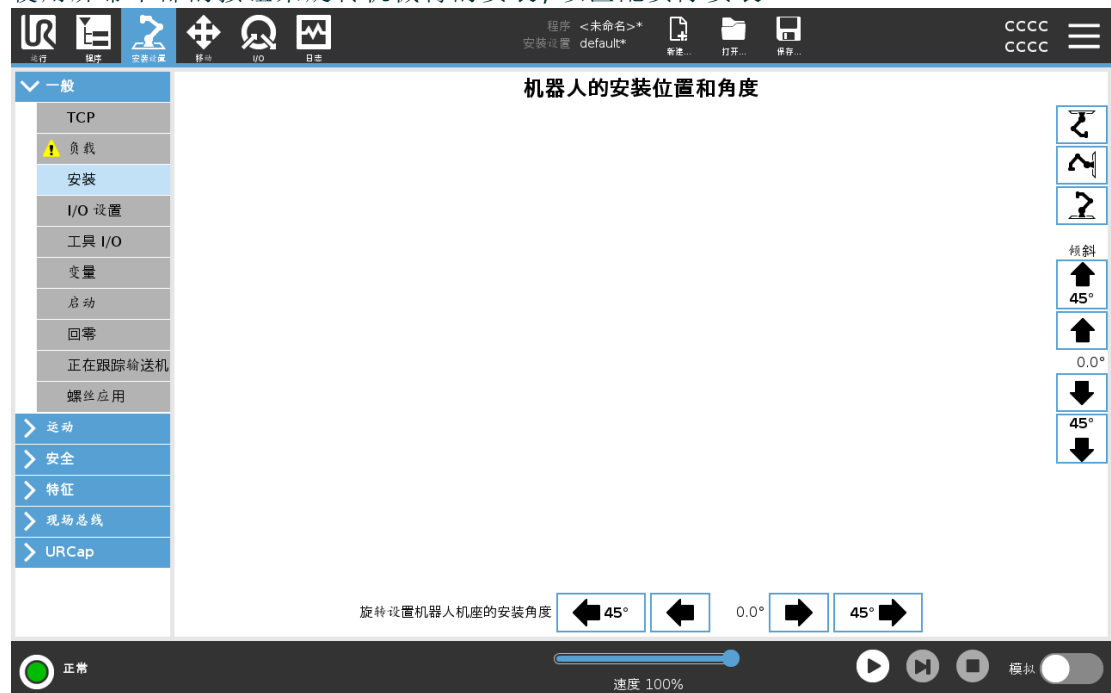 程序 <未命名>*
安装设置 default*
新建...
打开...
保存...
CCCC
CCCC
运行
程序
安装设置
移动
I/O
日志
一般
TCP
负载
安装
I/O 设置
工具 I/O
变量
启动
回零
正在跟踪输送机
螺丝应用
运动
安全
特征
现场总线
URCap
机器人的安装位置和角度
倾斜
45°
0.0°
45°
旋转设置机器人机座的安装角度
45°
0.0°
45°
正常
速度 100%
模拟